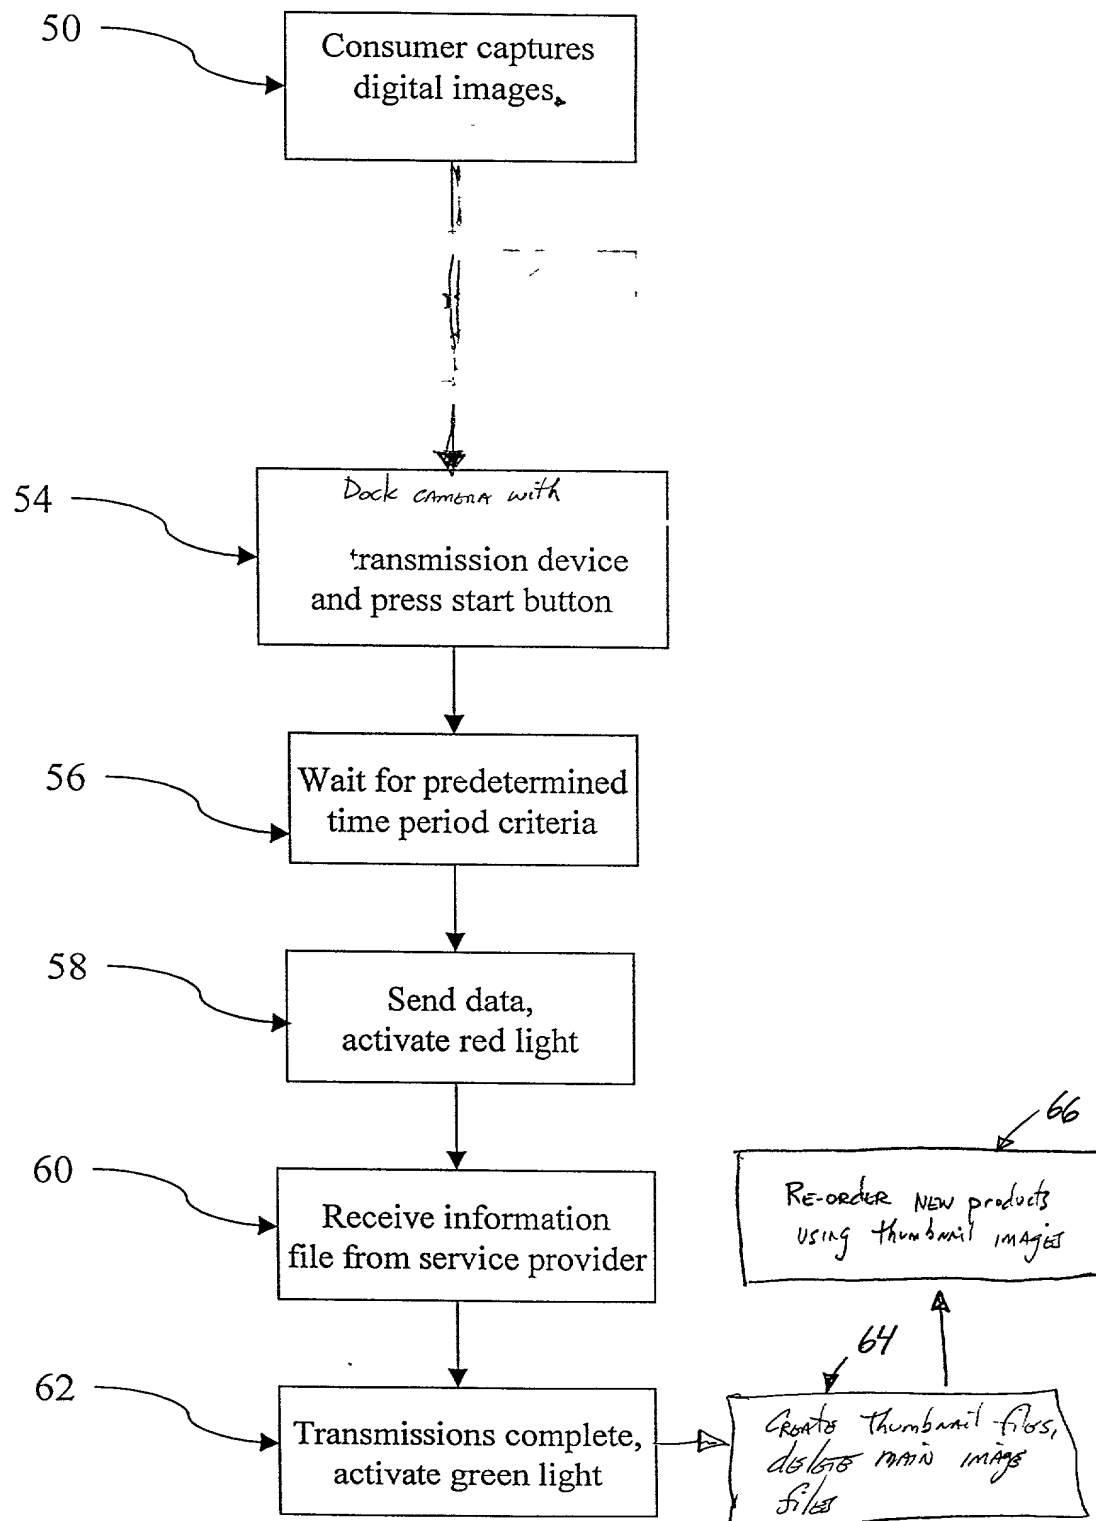 50
Consumer captures
digital images.
54
Dock camera with
transmission device
and press start button
56
Wait for predetermined
time period criteria
58
Send data,
activate red light
60
Receive information
file from service provider
62
Transmissions complete,
activate green light
64
Create thumbnail files,
delete main image
files
66
Re-order new products
using thumbnail images